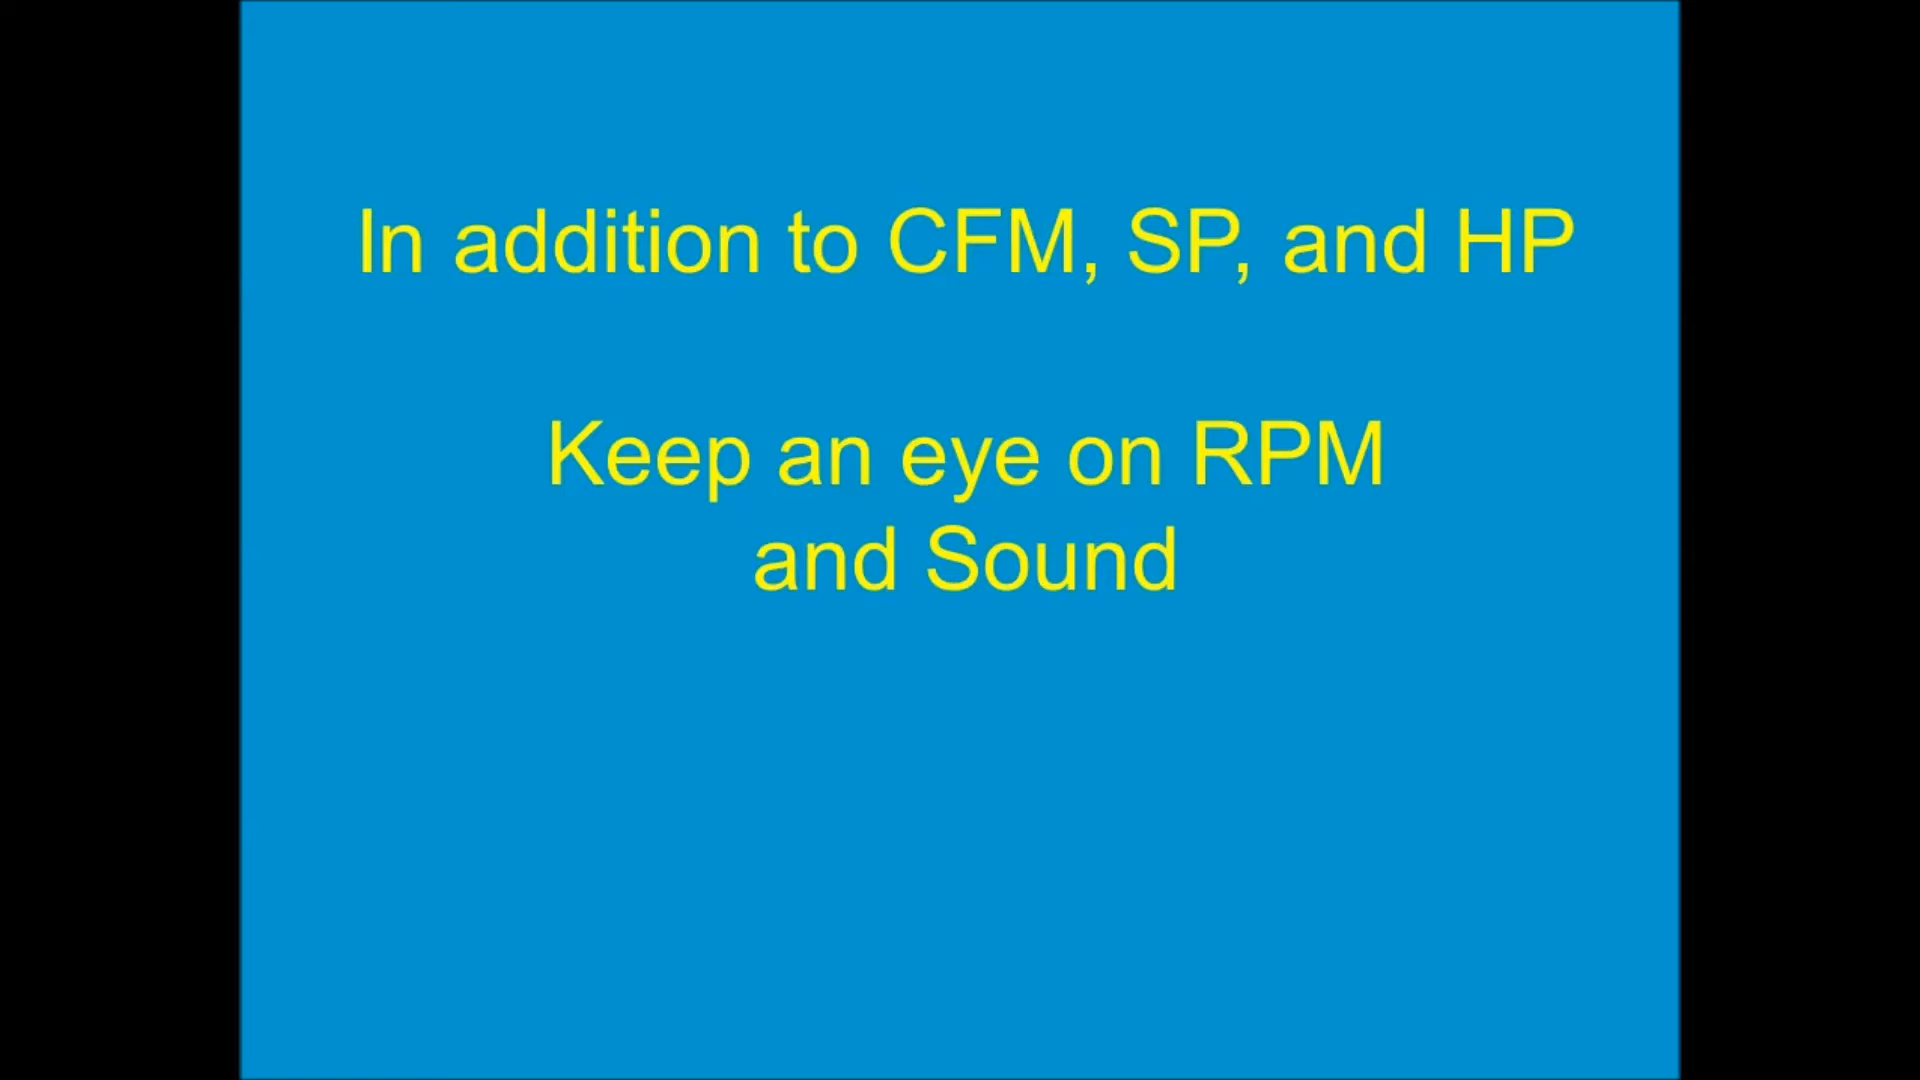 In addition to CFM, SP, and HP
Keep an eye on RPM
and Sound